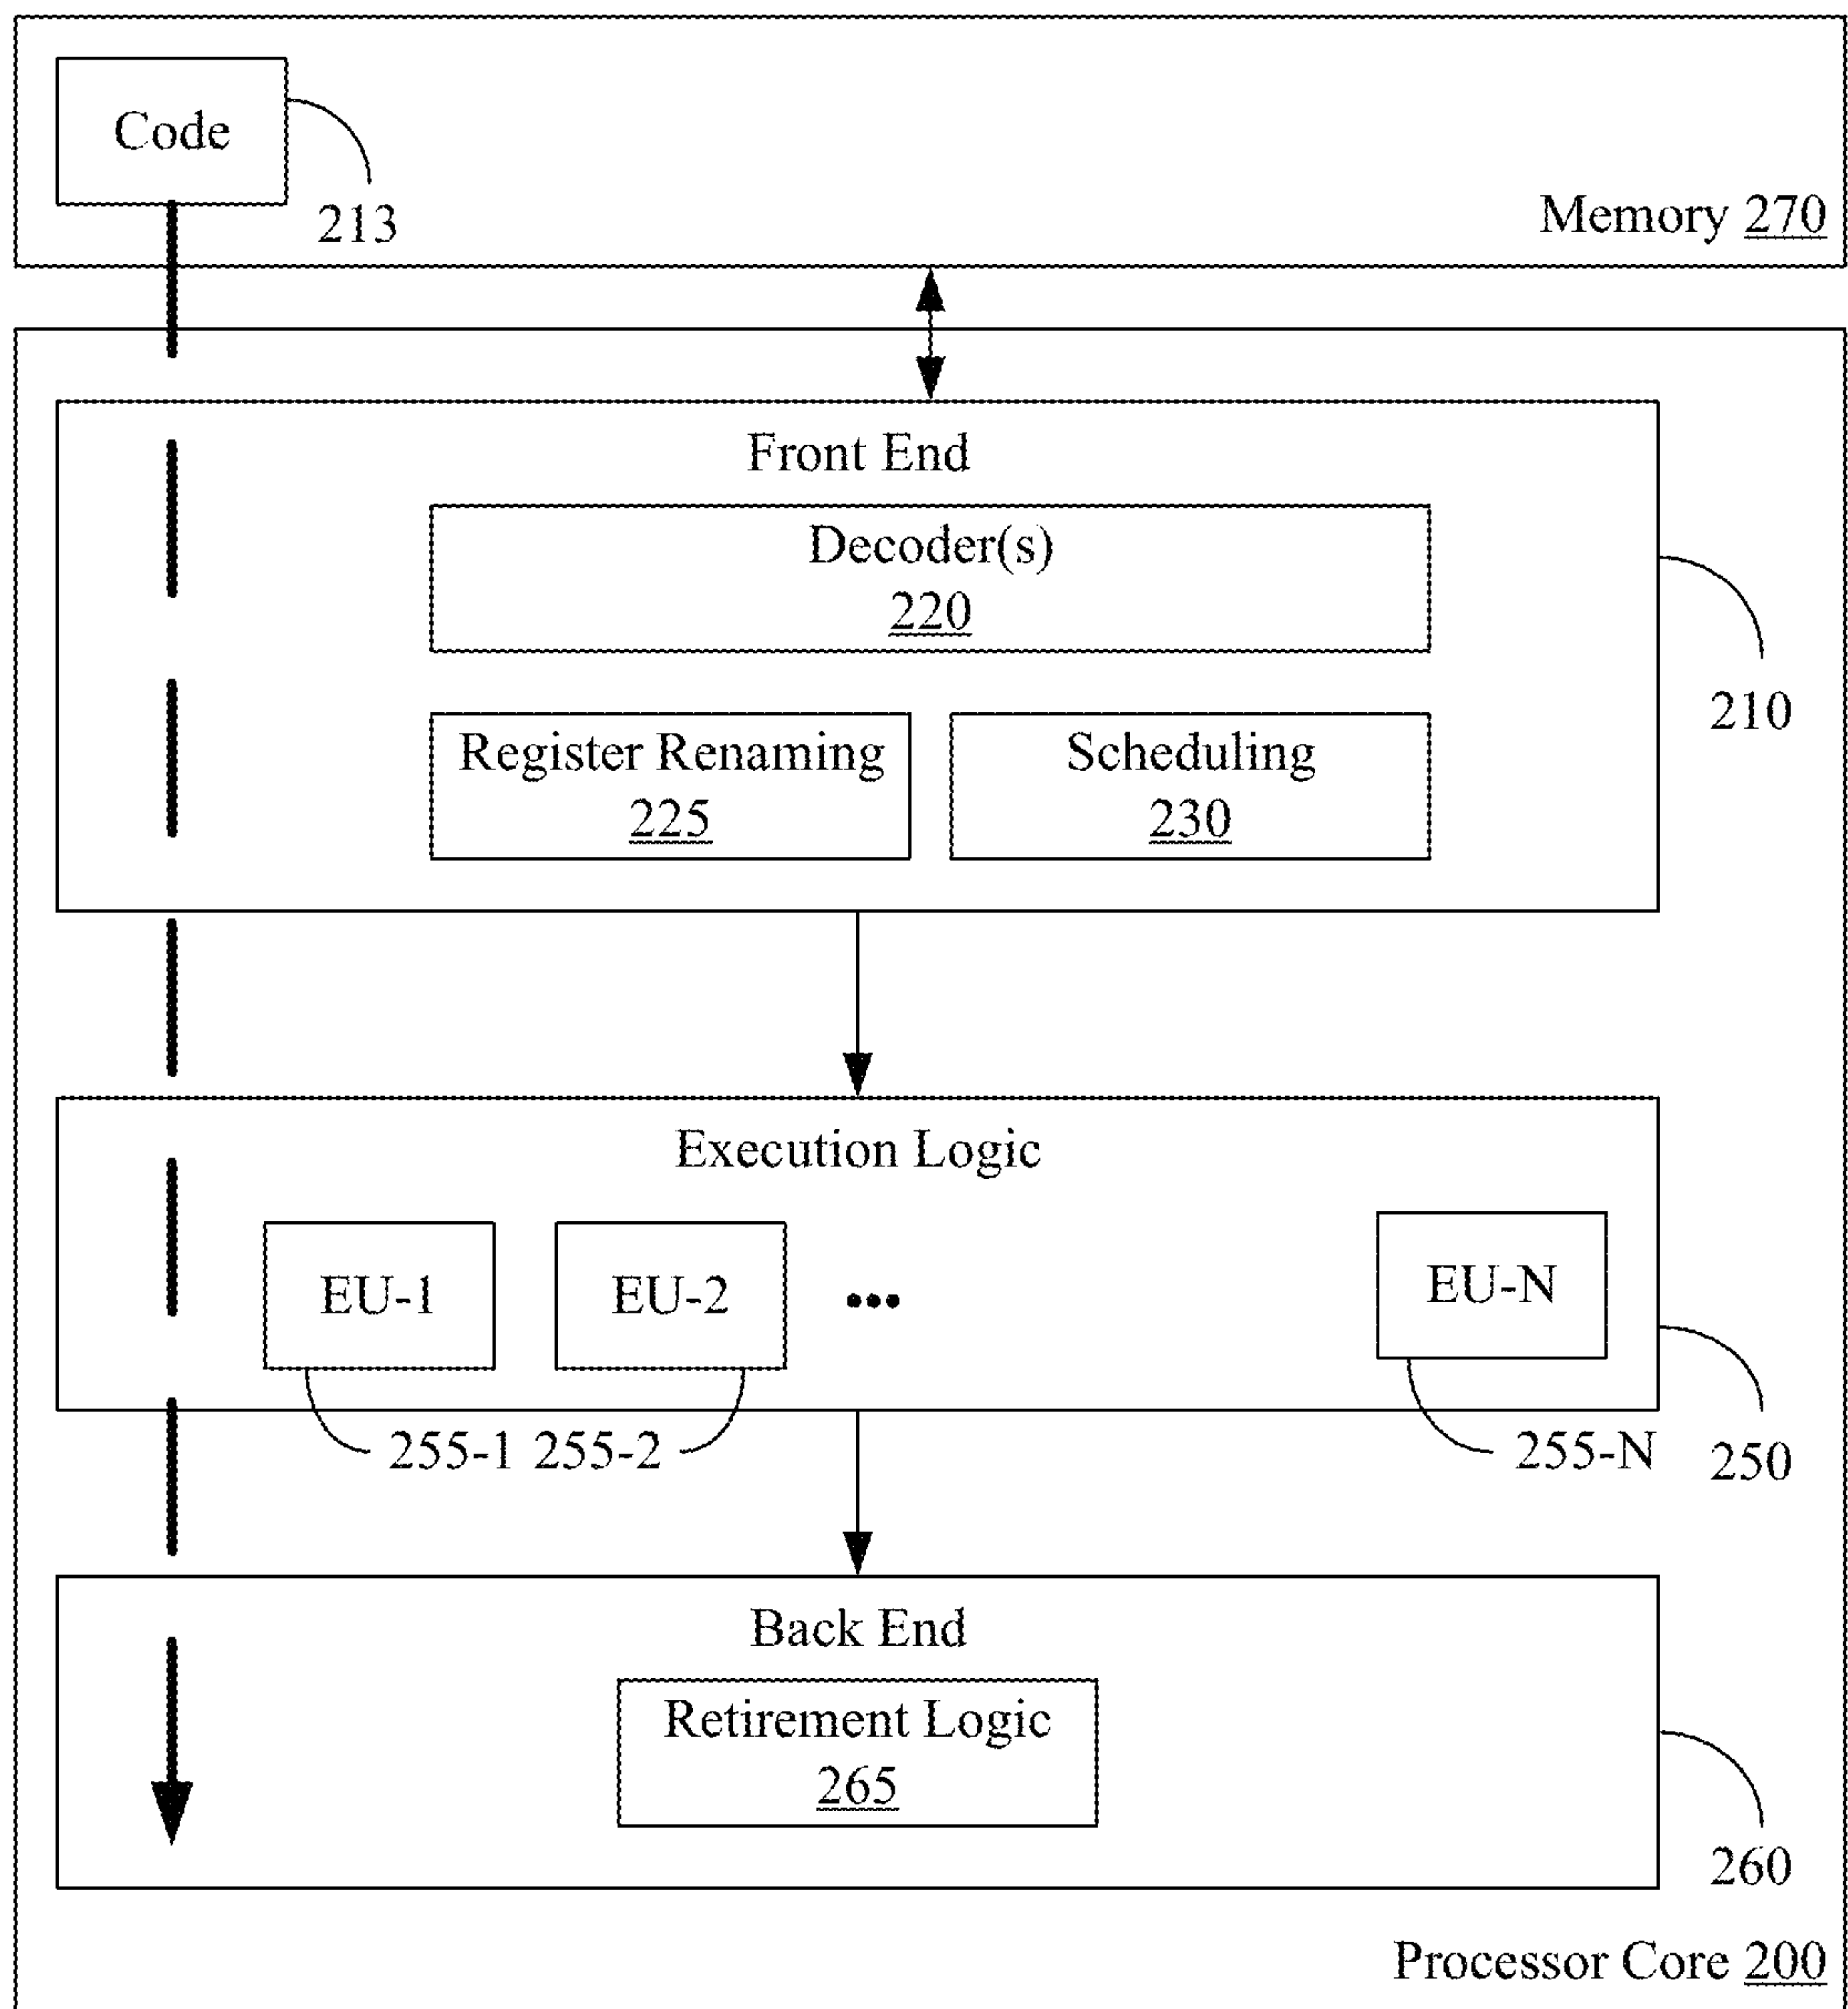 Code
213
Memory 270
Front End
Decoder(s)
220
210
Register Renaming
225
Scheduling
230
Execution Logic
EU-1
EU-2
•••
EU-N
255-1
255-2
255-N
250
Back End
Retirement Logic
265
260
Processor Core 200